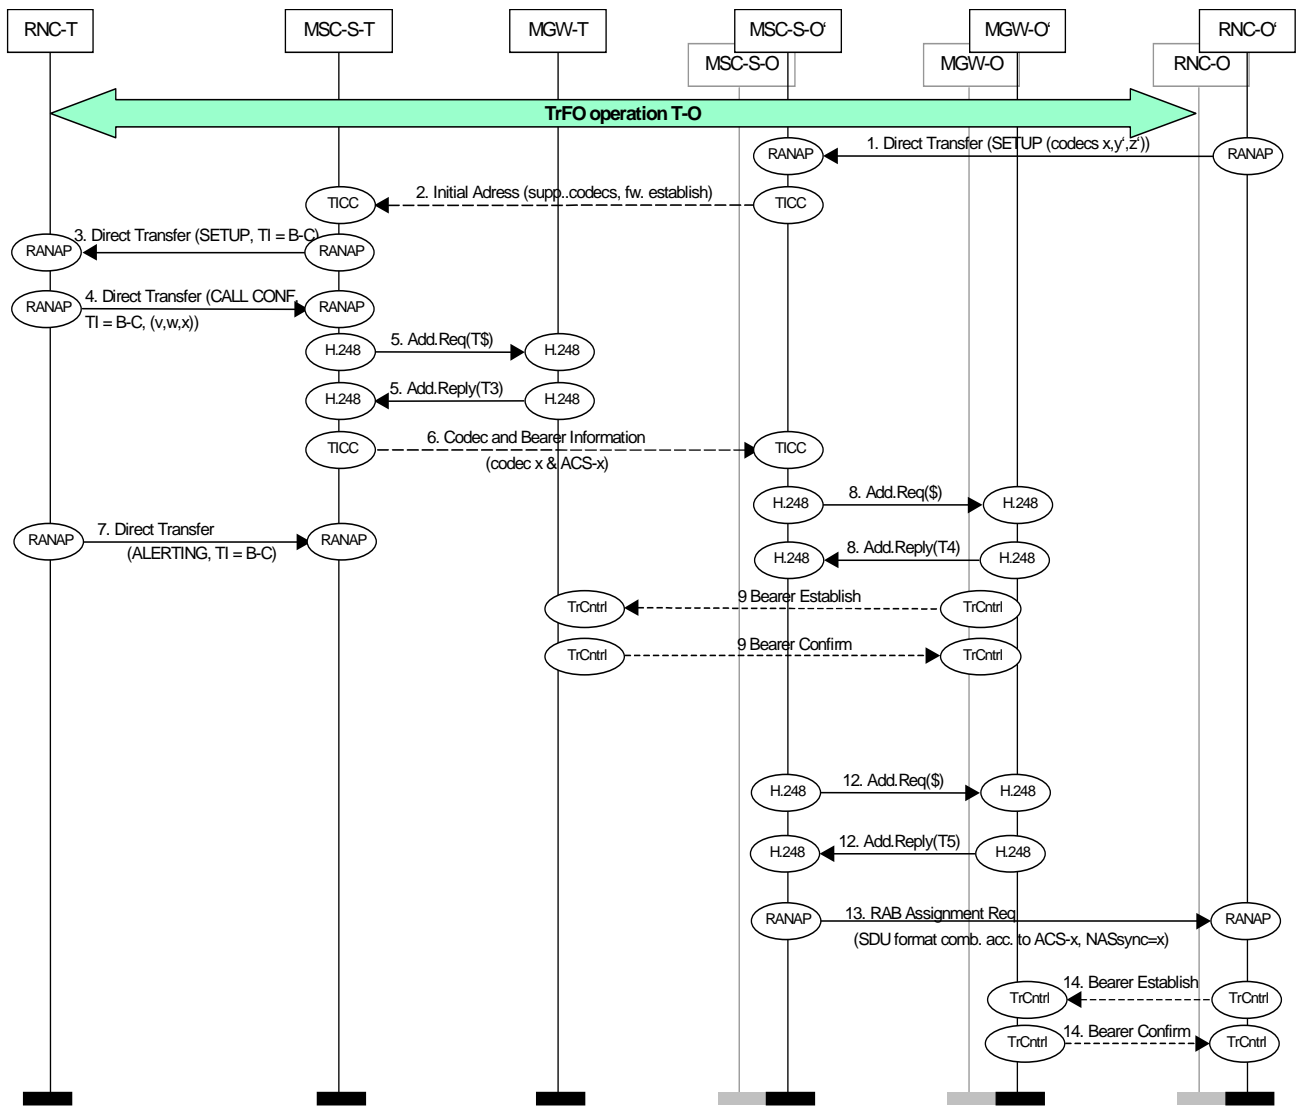 RNC-T
MSC-S-T
MGW-T
MSC-S-O‘
MGW-O‘
RNC-O‘
MSC-S-O
MGW-O
RNC-O
TrFO operation T-O
RANAP
1. Direct Transfer (SETUP (codecs x,y‘,z‘))
RANAP
TICC
2. Initial Adress (supp..codecs, fw. establish)
TICC
RANAP
3. Direct Transfer (SETUP, TI = B-C)
RANAP
RANAP
4. Direct Transfer (CALL CONF,
TI = B-C, (v,w,x))
RANAP
H.248
5. Add.Req(T$)
H.248
H.248
5. Add.Reply(T3)
H.248
TICC
6. Codec and Bearer Information
(codec x & ACS-x)
TICC
H.248
8. Add.Req($)
H.248
RANAP
7. Direct Transfer
(ALERTING, TI = B-C)
RANAP
H.248
8. Add.Reply(T4)
H.248
TrCntrl
9 Bearer Establish
TrCntrl
TrCntrl
9 Bearer Confirm
TrCntrl
H.248
12. Add.Req($)
H.248
H.248
12. Add.Reply(T5)
H.248
RANAP
13. RAB Assignment Req
(SDU format comb. acc. to ACS-x, NASsync=x)
RANAP
TrCntrl
14. Bearer Establish
TrCntrl
TrCntrl
14. Bearer Confirm
TrCntrl